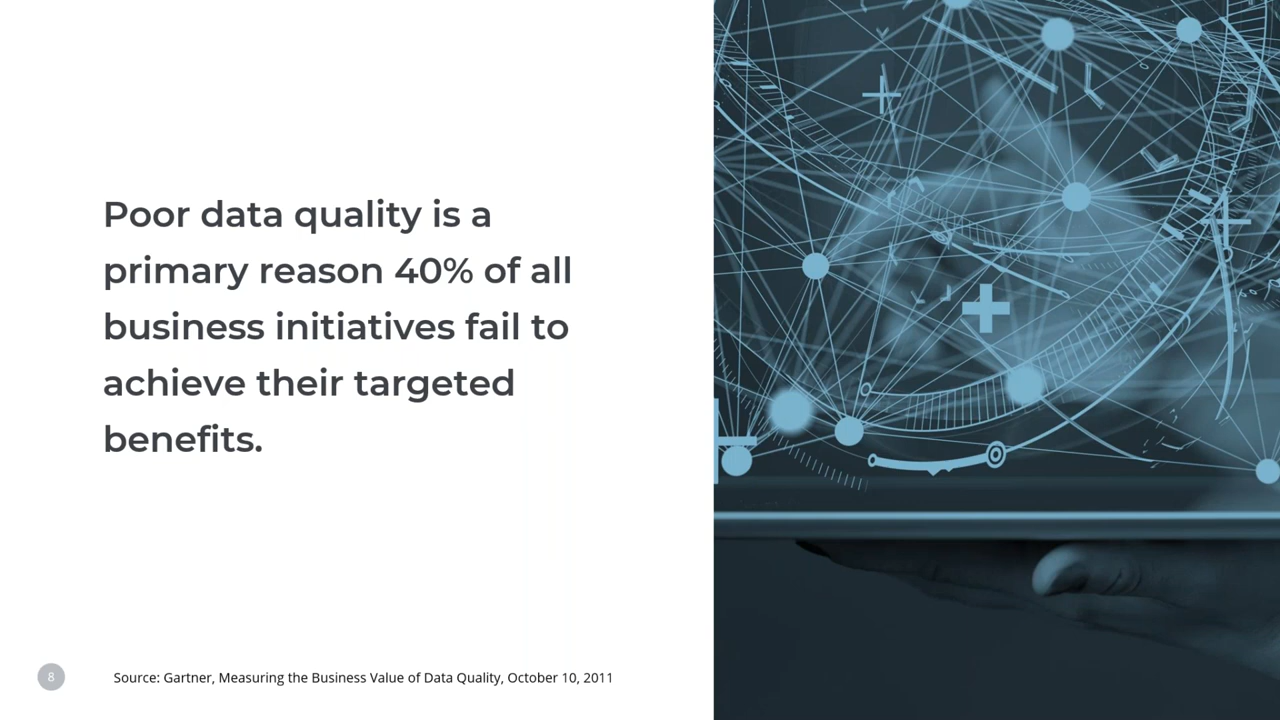 Poor data quality is a
primary reason 40% of all
business initiatives fail to
achieve their targeted
benefits.
8
Source: Gartner, Measuring the Business Value of Data Quality, October 10, 2011